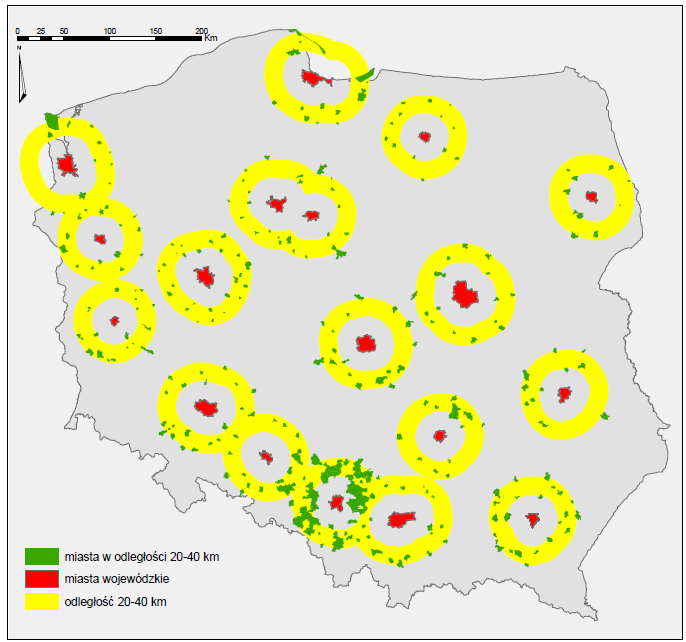 0 25 50 100 150 200
Km
N
miasta w odległości 20-40 km
miasta wojewódzkie
odległość 20-40 km